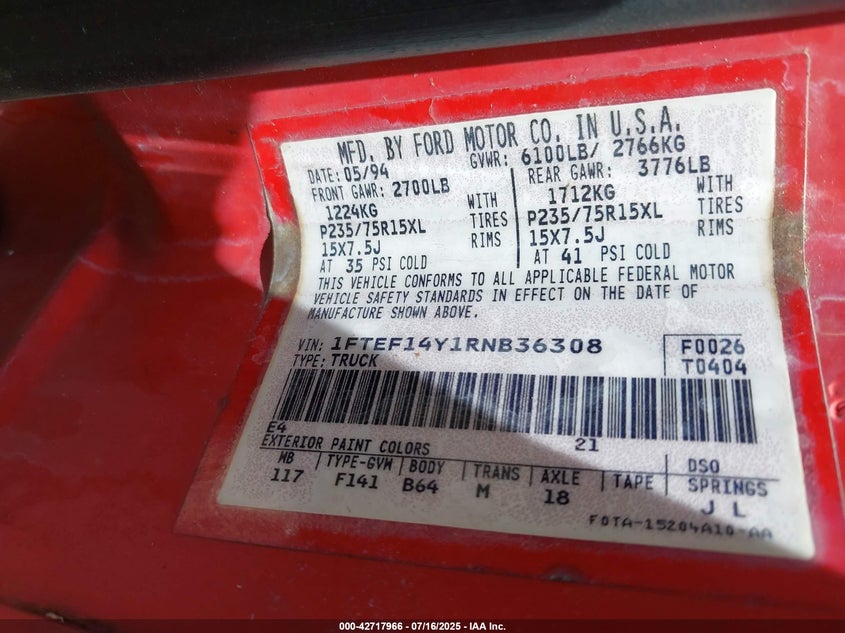 MFD. BY FORD MOTOR CO. IN U.S.A.
DATE: 05/94 GVWR: 6100LB/ 2766KG
FRONT GAWR: 2700LB REAR GAWR: 3776LB
1224KG WITH 1712KG WITH
P235/75R15XL TIRES P235/75R15XL TIRES
15X7.5J RIMS 15X7.5J RIMS
AT 35 PSI COLD AT 41 PSI COLD
THIS VEHICLE CONFORMS TO ALL APPLICABLE FEDERAL MOTOR
VEHICLE SAFETY STANDARDS IN EFFECT ON THE DATE OF
MANUFACTURE SHOWN ABOVE.
VIN: 1FTEF14Y1RNB36308 F0026
TYPE: TRUCK T0404
E4 21
EXTERIOR PAINT COLORS DSO
WB TYPE-GVW BODY TRANS AXLE TAPE SPRINGS
117 F141 B64 M 18 J L
F0TA-15204A10-AA
000-42717966 - 07/16/2025 - IAA Inc.